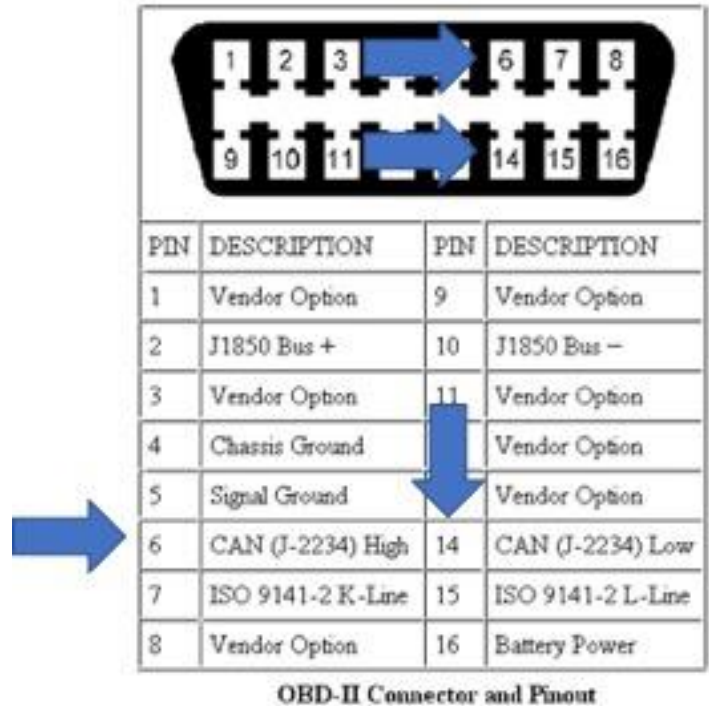 1 2 3 6 7 8
9 10 11 14 15 16
PIN DESCRIPTION PIN DESCRIPTION
1 Vendor Option 9 Vendor Option
2 J1850 Bus + 10 J1850 Bus −
3 Vendor Option 11 Vendor Option
4 Chassis Ground Vendor Option
5 Signal Ground Vendor Option
6 CAN (J-2234) High 14 CAN (J-2234) Low
7 ISO 9141-2 K-Line 15 ISO 9141-2 L-Line
8 Vendor Option 16 Battery Power
OBD-II Connector and Pinout